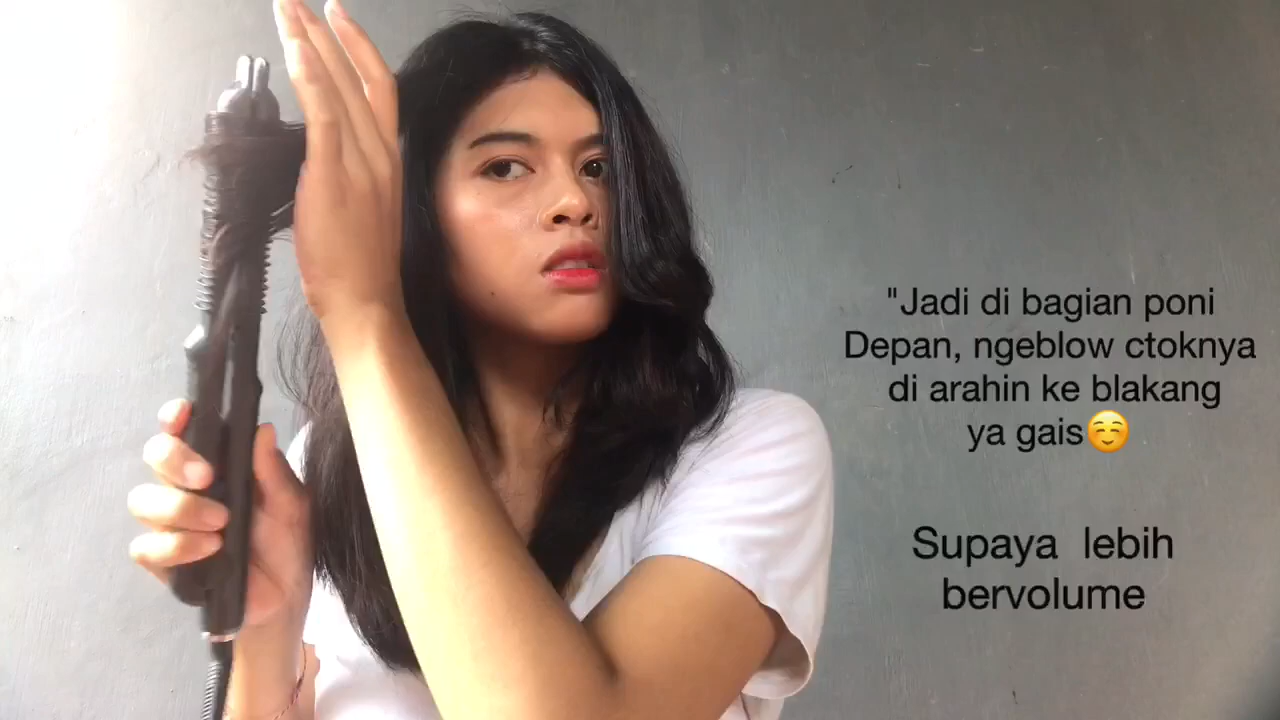 "Jadi di bagian poni
Depan, ngeblow ctoknya
di arahin ke blakang
ya gais☺️
Supaya lebih
bervolume